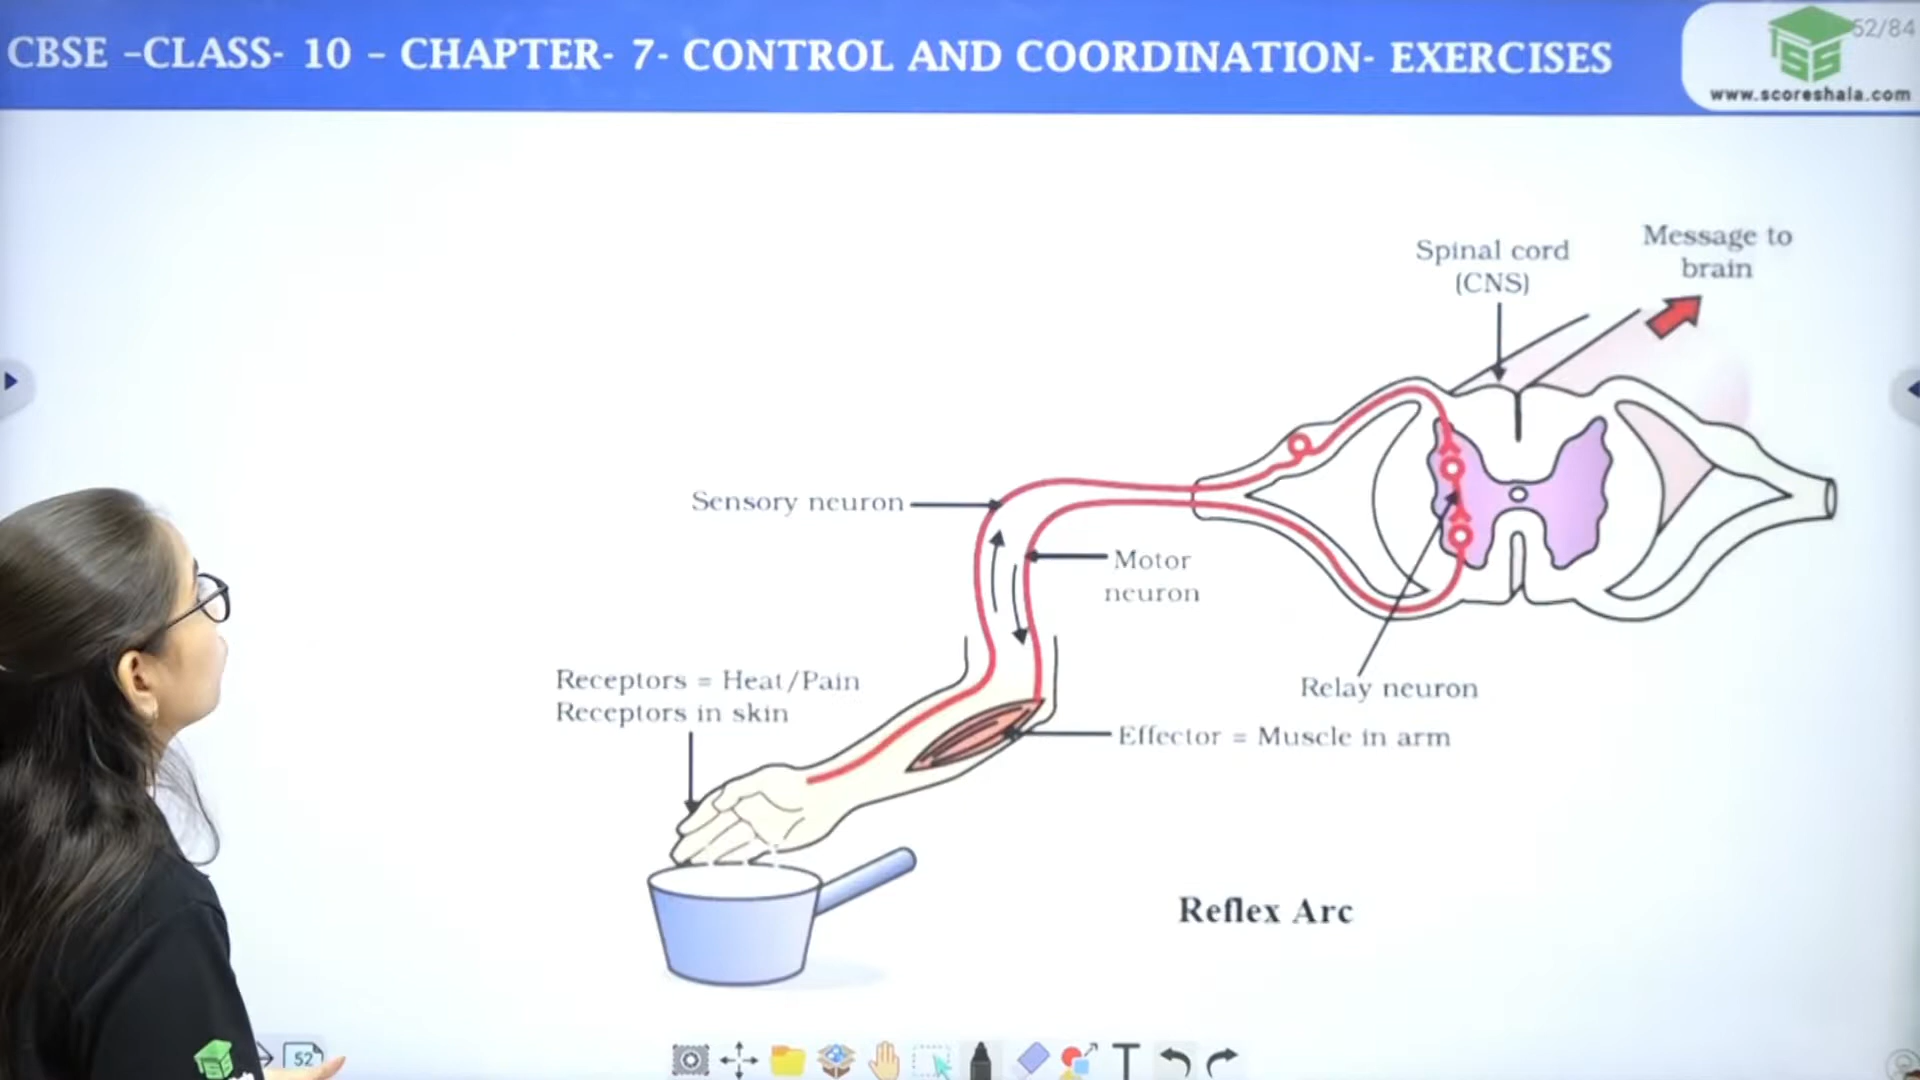 CBSE –CLASS- 10 – CHAPTER- 7- CONTROL AND COORDINATION- EXERCISES
52/84
www.scoreshala.com
Spinal cord
(CNS)
Message to
brain
Sensory neuron
Motor
neuron
Receptors = Heat/Pain
Receptors in skin
Relay neuron
Effector = Muscle in arm
Reflex Arc
52
T